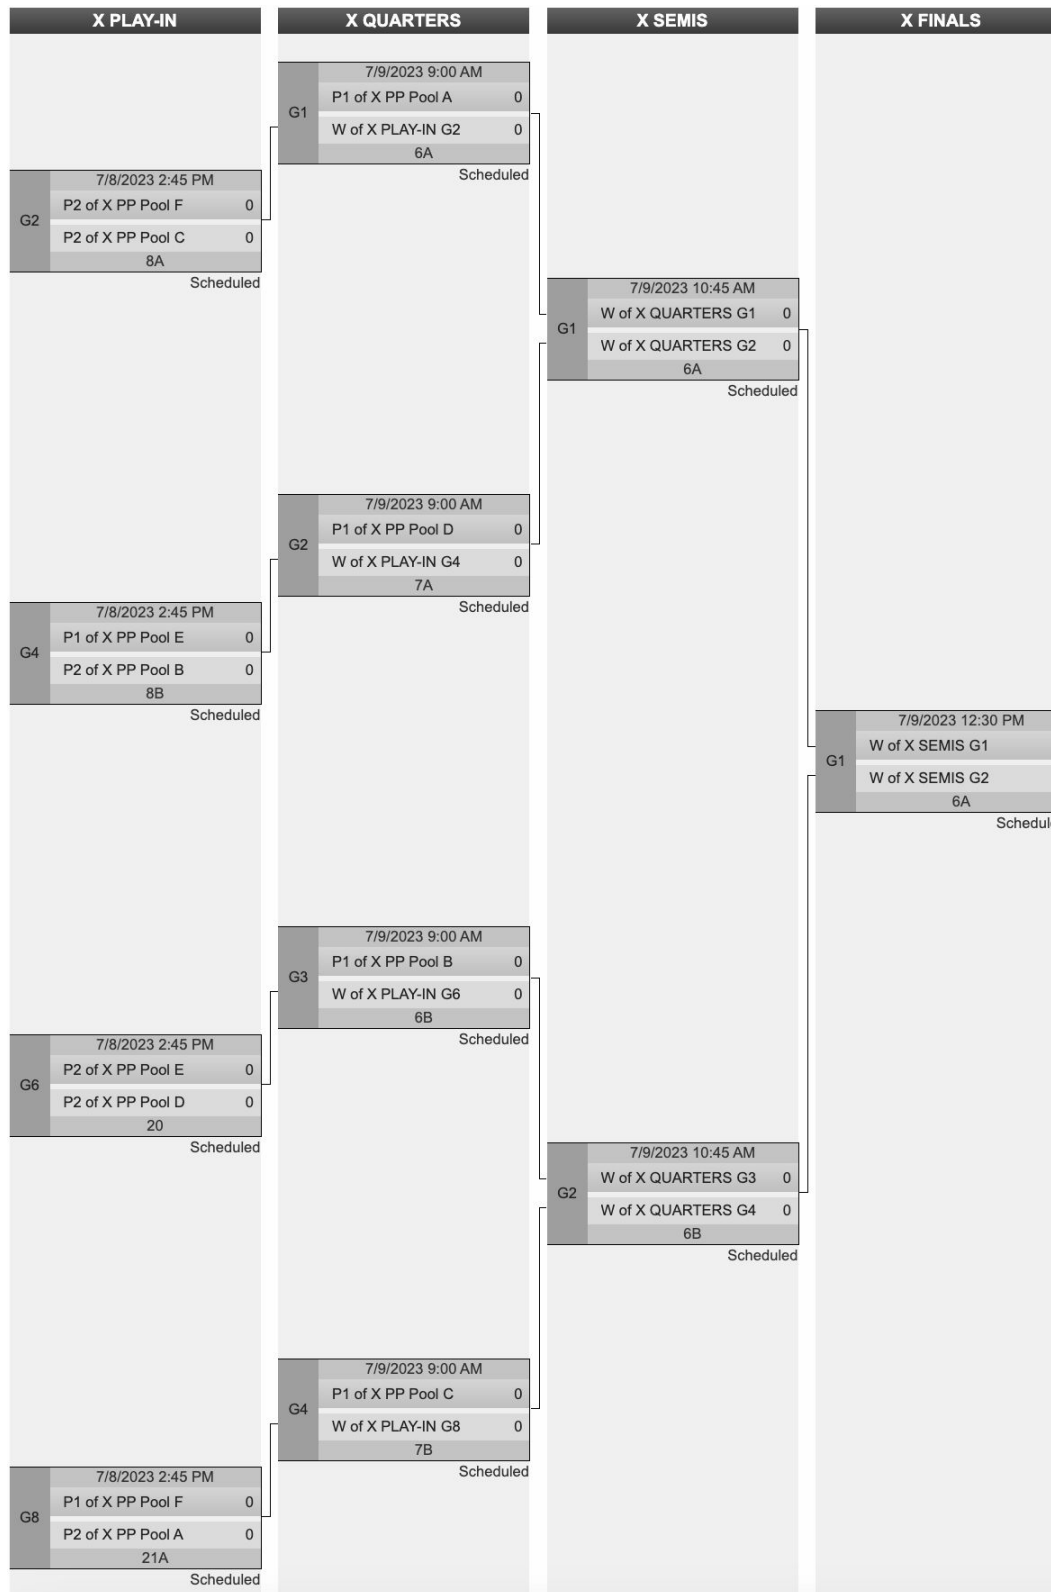 X PLAY-IN
G2
7/8/2023 2:45 PM
P2 of X PP Pool F 0
P2 of X PP Pool C 0
8A
Scheduled
G4
7/8/2023 2:45 PM
P1 of X PP Pool E 0
P2 of X PP Pool B 0
8B
Scheduled
G6
7/8/2023 2:45 PM
P2 of X PP Pool E 0
P2 of X PP Pool D 0
20
Scheduled
G8
7/8/2023 2:45 PM
P1 of X PP Pool F 0
P2 of X PP Pool A 0
21A
Scheduled
X QUARTERS
G1
7/9/2023 9:00 AM
P1 of X PP Pool A 0
W of X PLAY-IN G2 0
6A
Scheduled
G2
7/9/2023 9:00 AM
P1 of X PP Pool D 0
W of X PLAY-IN G4 0
7A
Scheduled
G3
7/9/2023 9:00 AM
P1 of X PP Pool B 0
W of X PLAY-IN G6 0
6B
Scheduled
G4
7/9/2023 9:00 AM
P1 of X PP Pool C 0
W of X PLAY-IN G8 0
7B
Scheduled
X SEMIS
G1
7/9/2023 10:45 AM
W of X QUARTERS G1 0
W of X QUARTERS G2 0
6A
Scheduled
G2
7/9/2023 10:45 AM
W of X QUARTERS G3 0
W of X QUARTERS G4 0
6B
Scheduled
X FINALS
G1
7/9/2023 12:30 PM
W of X SEMIS G1
W of X SEMIS G2
6A
Schedul